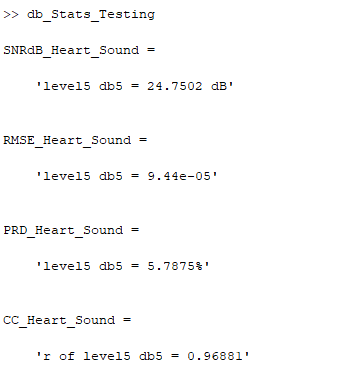 >> db_Stats_Testing
SNRdB_Heart_Sound =
'level5 db5 = 24.7502 dB'
RMSE_Heart_Sound =
'level5 db5 = 9.44e-05'
PRD_Heart_Sound =
'level5 db5 = 5.7875%'
CC_Heart_Sound =
'r of level5 db5 = 0.96881'